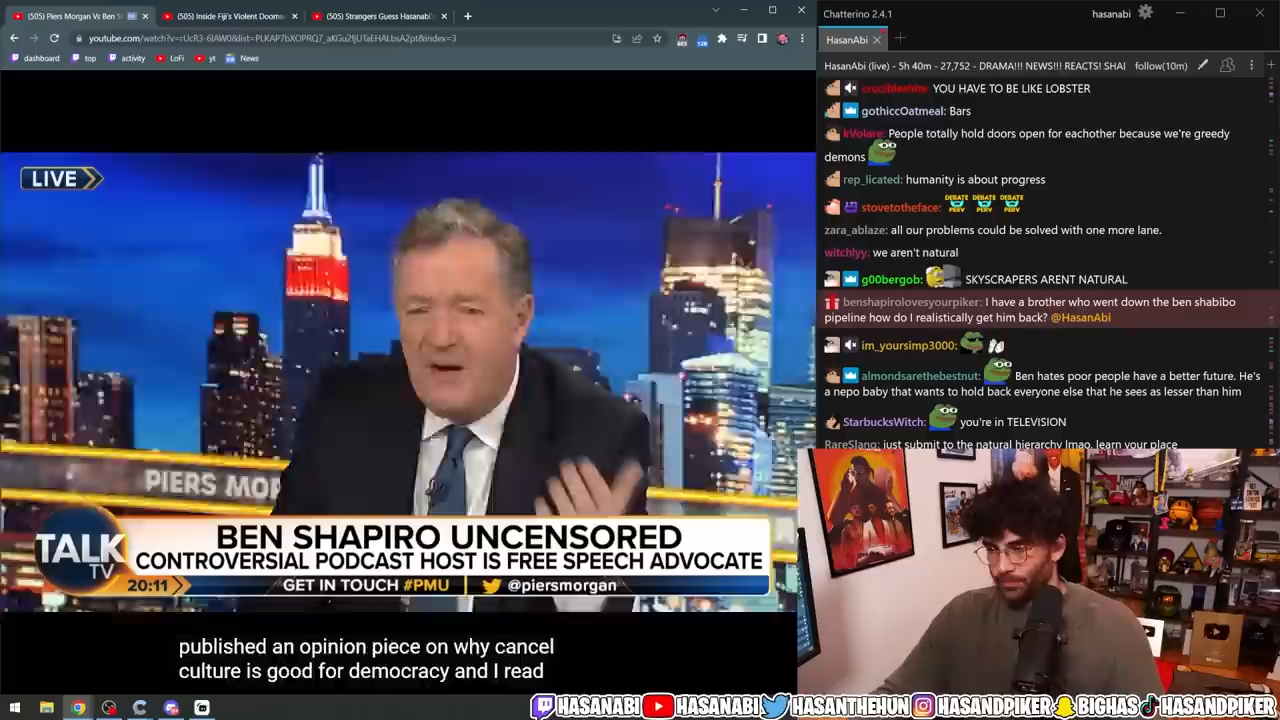 (505) Piers Morgan Vs Ben S
(505) Inside Fiji's Violent Dooms
(505) Strangers Guess Hasanabi'
youtube.com/watch?v=rUcR3-6IAW0&list=PLKAP7bXOPRQ7_aKGu2fjUTaEHALbsA2pt&index=3
dashboard
top
activity
LoFi
yt
News
LIVE
PIERS MOR
TALK
TV
20:11
BEN SHAPIRO UNCENSORED
CONTROVERSIAL PODCAST HOST IS FREE SPEECH ADVOCATE
GET IN TOUCH #PMU
@piersmorgan
published an opinion piece on why cancel
culture is good for democracy and I read
Chatterino 2.4.1
hasanabi
HasanAbi
HasanAbi (live) - 5h 40m - 27,752 - DRAMA!!! NEWS!!! REACTS! SHAI
follow(10m)
YOU HAVE TO BE LIKE LOBSTER
gothiccOatmeal: Bars
kVolare: People totally hold doors open for eachother because we're greedy
demons
rep_licated: humanity is about progress
stovetotheface: DEBATE PERV DEBATE PERV DEBATE PERV
zara_ablaze: all our problems could be solved with one more lane.
witchlyy: we aren't natural
g00bergob: SKYSCRAPERS ARENT NATURAL
benshapirolovesyourpiker: I have a brother who went down the ben shabibo
pipeline how do I realistically get him back? @HasanAbi
im_yoursimp3000:
almondsarethebestnut: Ben hates poor people have a better future. He's
a nepo baby that wants to hold back everyone else that he sees as lesser than him
StarbucksWitch: you're in TELEVISION
RareSlang: just submit to the natural hierarchy lmao, learn your place
HASANABI
HASANABI
HASANTHEHUN
HASANDPIKER
BIGHAS
HASANDPIKER